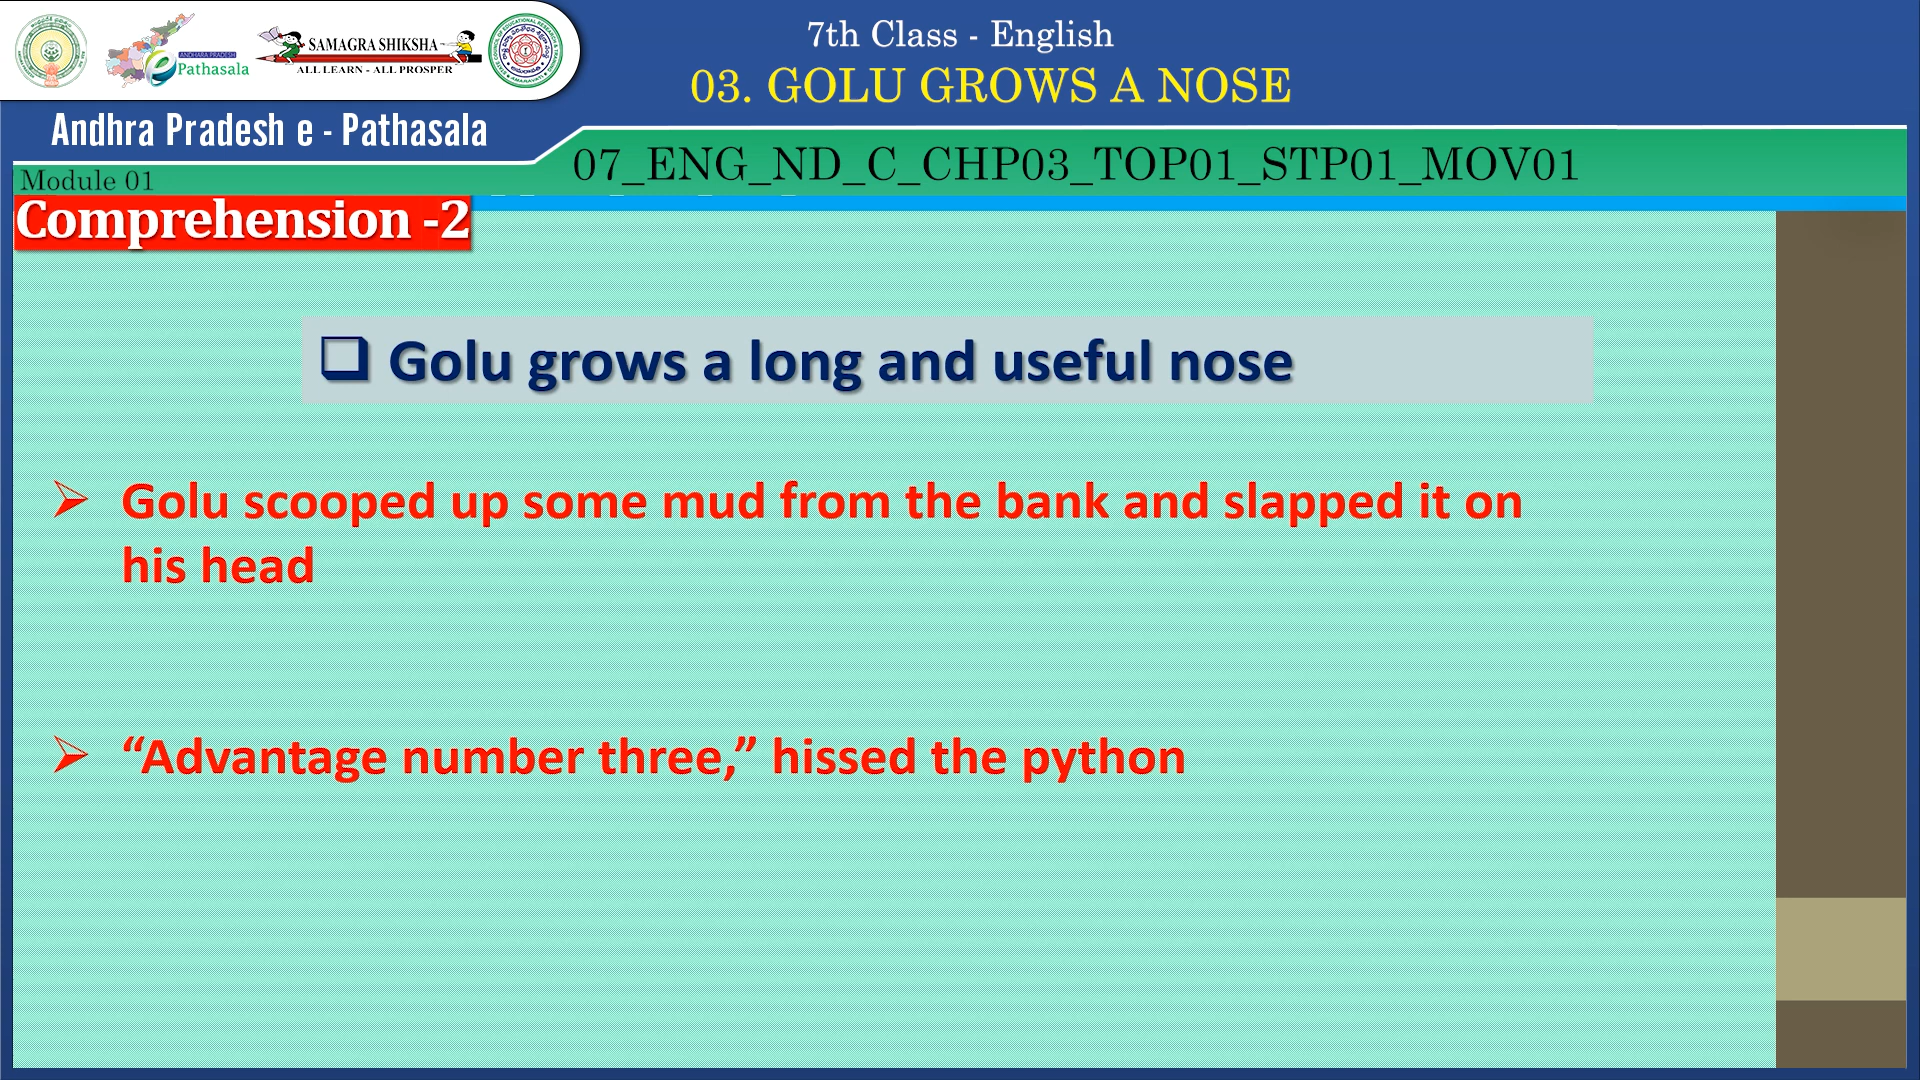 ANDHRA PRADESH
e Pathasala
SAMAGRA SHIKSHA
ALL LEARN - ALL PROSPER
7th Class - English
03. GOLU GROWS A NOSE
Andhra Pradesh e - Pathasala
07_ENG_ND_C_CHP03_TOP01_STP01_MOV01
Module 01
Comprehension -2
Golu grows a long and useful nose
Golu scooped up some mud from the bank and slapped it on
his head
“Advantage number three,” hissed the python